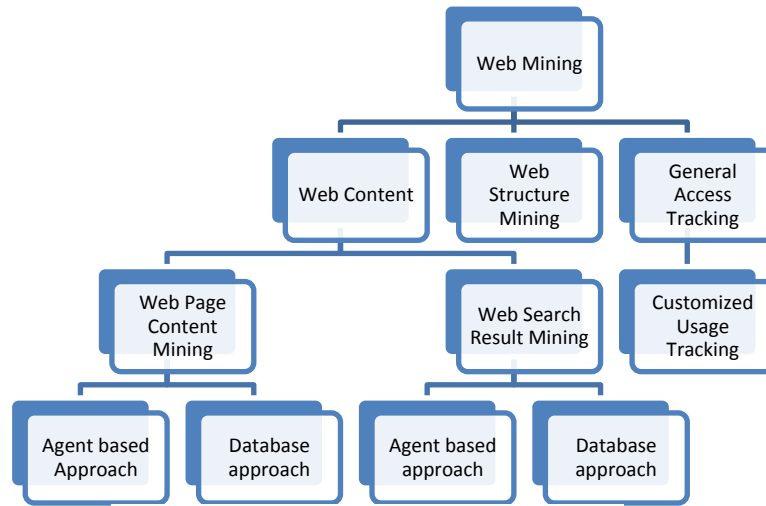 Web Mining
Web Content
Web
Structure
Mining
General
Access
Tracking
Web Page
Content
Mining
Web Search
Result Mining
Customized
Usage
Tracking
Agent based
Approach
Database
approach
Agent based
approach
Database
approach